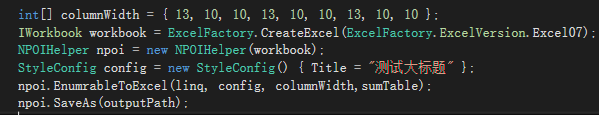 int[] columnWidth = { 13, 10, 10, 13, 10, 10, 13, 10, 10 };
IWorkbook workbook = ExcelFactory.CreateExcel(ExcelFactory.ExcelVersion.Excel07);
NPOIHelper npoi = new NPOIHelper(workbook);
StyleConfig config = new StyleConfig() { Title = "测试大标题" };
npoi.EnumrableToExcel(linq, config, columnWidth,sumTable);
npoi.SaveAs(outputPath);